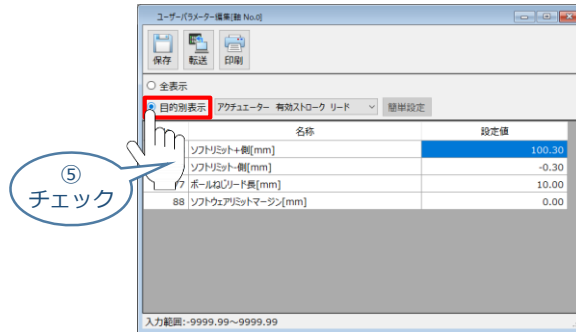 ユーザーパラメーター編集[軸 No.0]
保存 転送 印刷
全表示
目的別表示 アクチュエーター 有効ストローク リード 簡単設定
名称 設定値
ソフトリミット+側[mm] 100.30
ソフトリミット-側[mm] -0.30
7 ボールねじリード長[mm] 10.00
88 ソフトウェアリミットマージン[mm] 0.00
⑤
チェック
入力範囲:-9999.99~9999.99